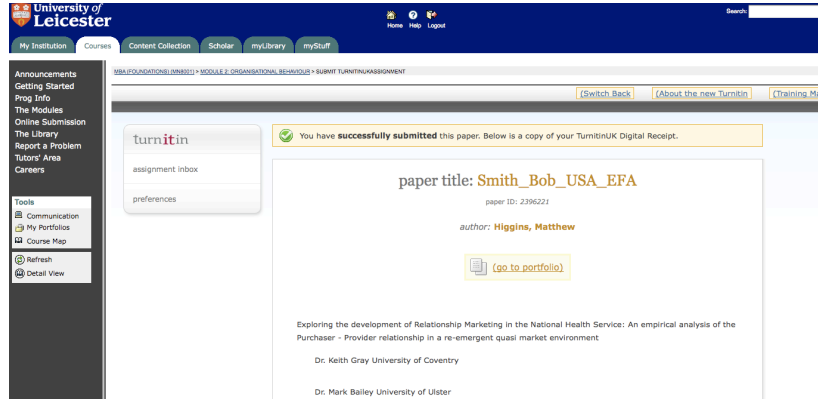 University of
Leicester
Home Help Logout
Search:
My Institution Courses Content Collection Scholar myLibrary myStuff
MBA (FOUNDATIONS) (MN8001) > MODULE 2: ORGANISATIONAL BEHAVIOUR > SUBMIT TURNITINUKASSIGNMENT
Announcements
Getting Started
Prog Info
The Modules
Online Submission
The Library
Report a Problem
Tutors' Area
Careers
Tools
Communication
My Portfolios
Course Map
Refresh
Detail View
(Switch Back (About the new Turnitin (Training Ma
turnitin
assignment inbox
preferences
You have successfully submitted this paper. Below is a copy of your TurnitinUK Digital Receipt.
paper title: Smith_Bob_USA_EFA
paper ID: 2396221
author: Higgins, Matthew
(go to portfolio)
Exploring the development of Relationship Marketing in the National Health Service: An empirical analysis of the
Purchaser - Provider relationship in a re-emergent quasi market environment
Dr. Keith Gray University of Coventry
Dr. Mark Bailey University of Ulster